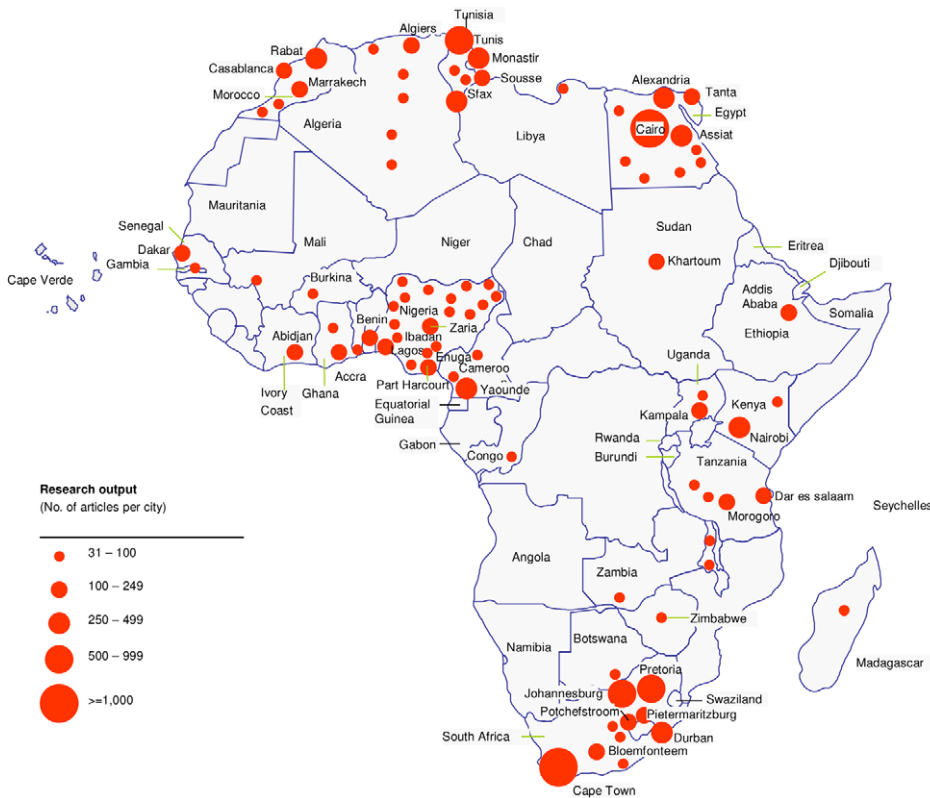 Tunisia
Algiers
Tunis
Rabat
Monastir
Casablanca
Sousse
Marrakech
Alexandria
Tanta
Morocco
Sfax
Egypt
Algeria
Cairo
Assiat
Libya
Mauritania
Senegal
Mali
Niger
Chad
Sudan
Dakar
Eritrea
Gambia
Khartoum
Djibouti
Cape Verde
Burkina
Addis
Ababa
Nigeria
Somalia
Benin
Zaria
Abidjan
Ibadan
Ethiopia
Lagos
Enuga
Uganda
Cameroo
Accra
Part Harcourt
Yaounde
Ivory
Coast
Ghana
Equatorial
Guinea
Kampala
Kenya
Nairobi
Gabon
Rwanda
Burundi
Congo
Tanzania
Research output
(No. of articles per city)
Dar es salaam
Seychelles
Morogoro
31 – 100
100 – 249
250 – 499
500 – 999
>=1,000
Angola
Zambia
Zimbabwe
Namibia
Botswana
Madagascar
Pretoria
Johannesburg
Swaziland
Potchefstroom
Pietermaritzburg
South Africa
Durban
Bloemfonteem
Cape Town